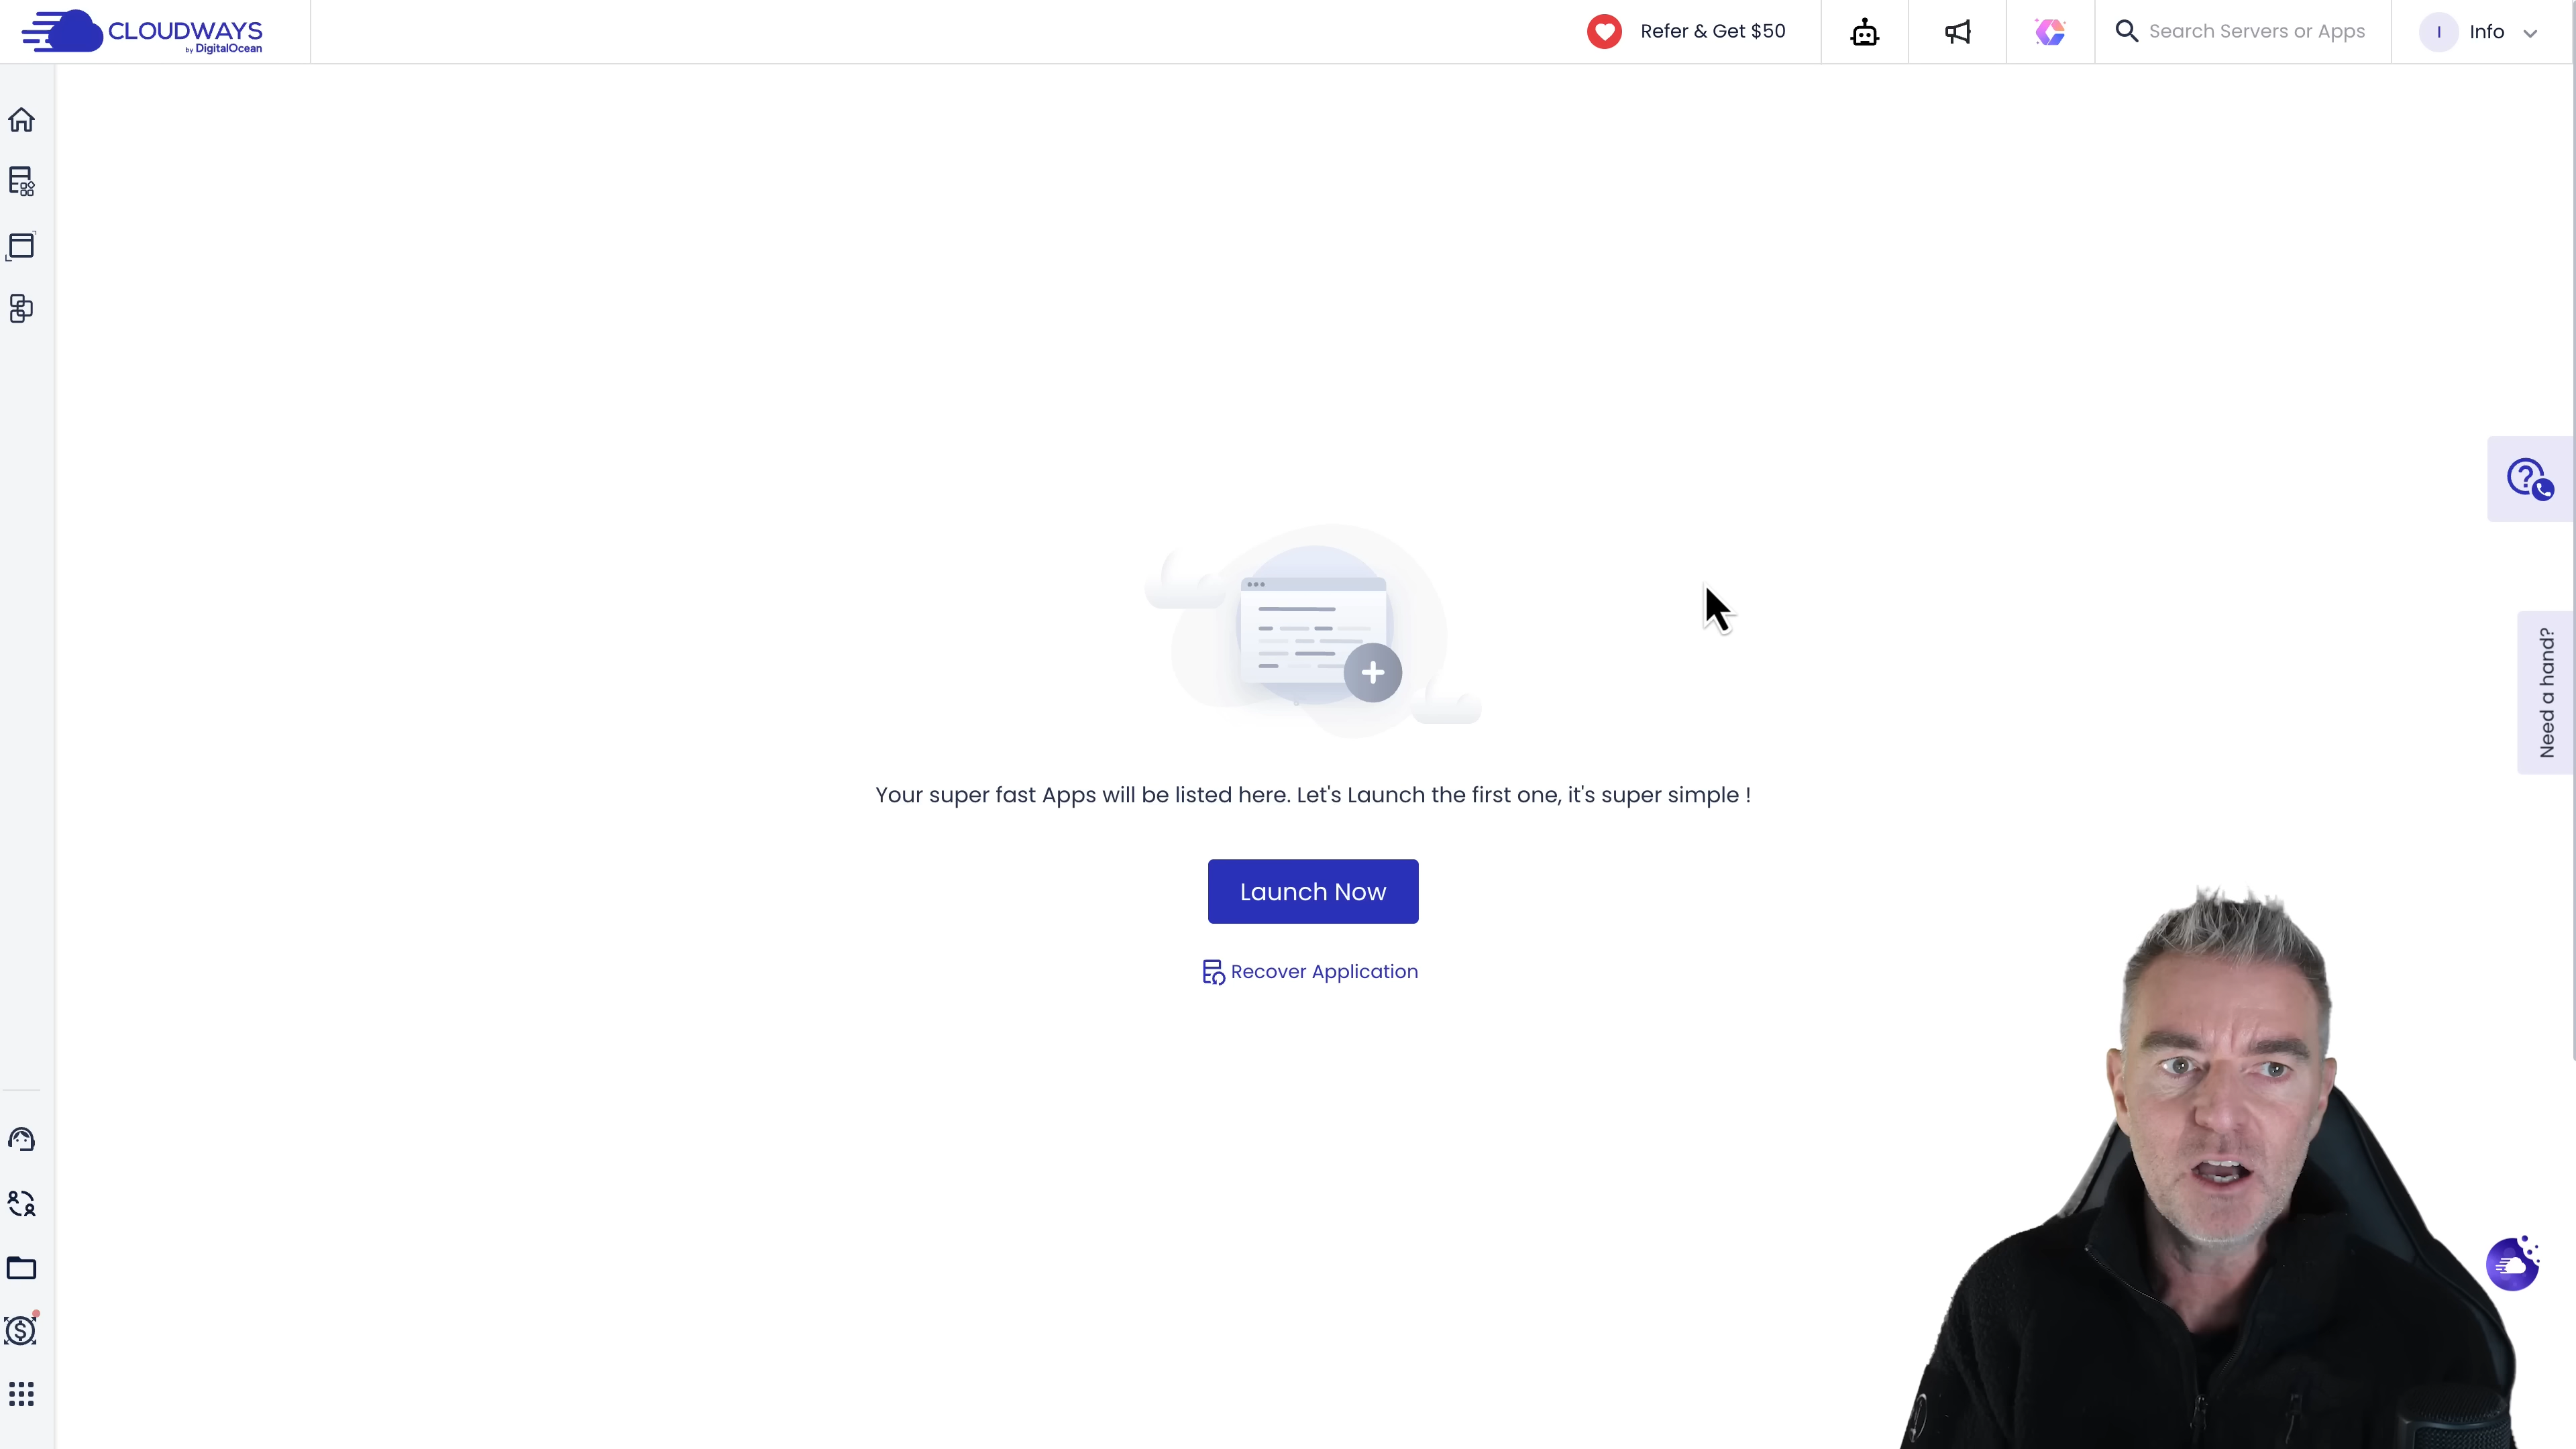 CLOUDWAYS
by DigitalOcean
Refer & Get $50
Search Servers or Apps
I
Info
Need a hand?
Your super fast Apps will be listed here. Let's Launch the first one, it's super simple !
Launch Now
Recover Application